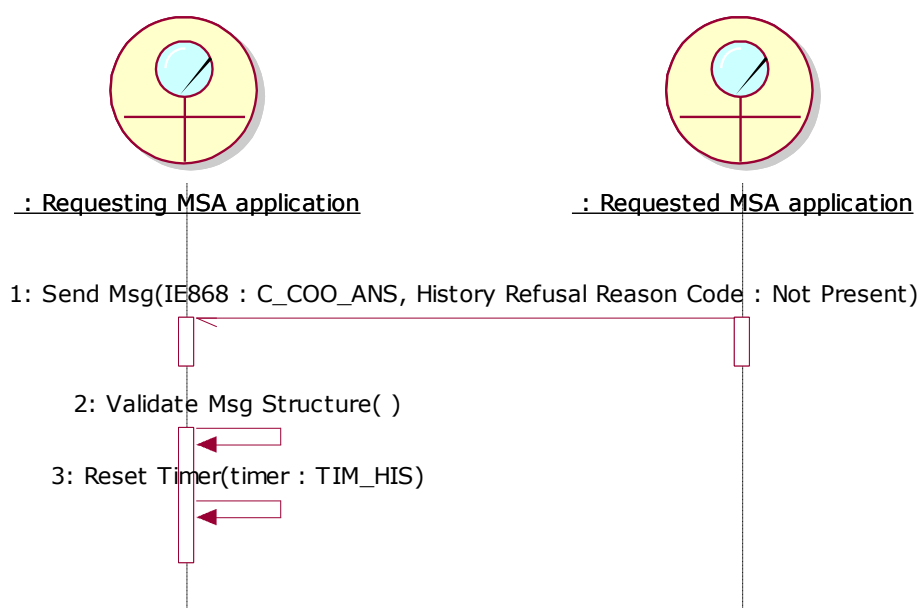 : Requesting MSA application
: Requested MSA application
1: Send Msg(IE868 : C_COO_ANS, History Refusal Reason Code : Not Present)
2: Validate Msg Structure( )
3: Reset Timer(timer : TIM_HIS)